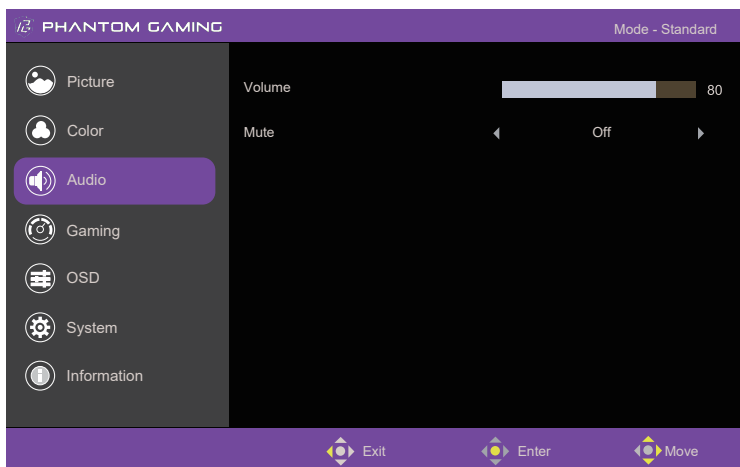 PHANTOM GAMING
Mode - Standard
Picture
Color
Audio
Gaming
OSD
System
Information
Volume
80
Mute
Off
Exit
Enter
Move